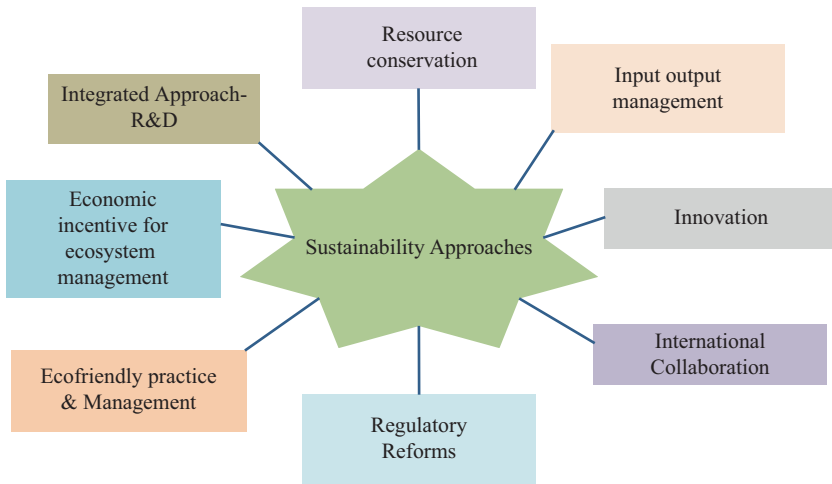 Resource
conservation
Input output
management
Integrated Approach-
R&D
Economic
incentive for
ecosystem
management
Innovation
Sustainability Approaches
International
Collaboration
Ecofriendly practice
& Management
Regulatory
Reforms